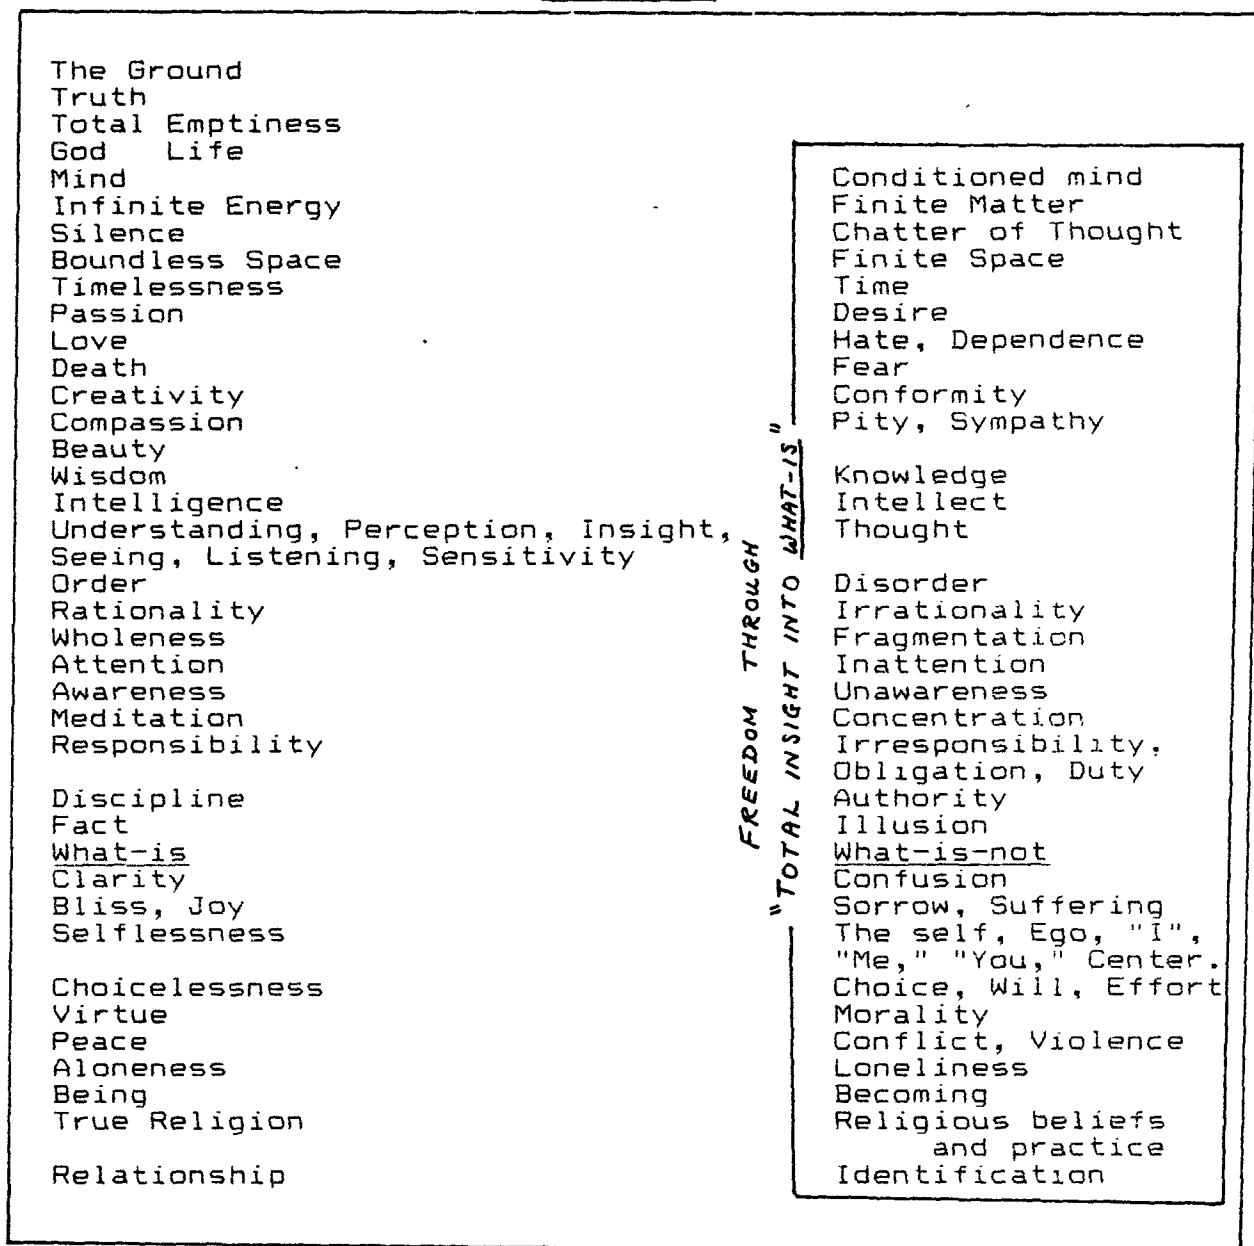 The Ground
Truth
Total Emptiness
God Life
Mind
Infinite Energy
Silence
Boundless Space
Timelessness
Passion
Love
Death
Creativity
Compassion
Beauty
Wisdom
Intelligence
Understanding, Perception, Insight,
Seeing, Listening, Sensitivity
Order
Rationality
Wholeness
Attention
Awareness
Meditation
Responsibility
Discipline
Fact
What-is
Clarity
Bliss, Joy
Selflessness
Choicelessness
Virtue
Peace
Aloneness
Being
True Religion
Relationship
FREEDOM THROUGH
"TOTAL INSIGHT INTO WHAT-IS"
Conditioned mind
Finite Matter
Chatter of Thought
Finite Space
Time
Desire
Hate, Dependence
Fear
Conformity
Pity, Sympathy
Knowledge
Intellect
Thought
Disorder
Irrationality
Fragmentation
Inattention
Unawareness
Concentration
Irresponsibility,
Obligation, Duty
Authority
Illusion
What-is-not
Confusion
Sorrow, Suffering
The self, Ego, "I",
"Me," "You," Center.
Choice, Will, Effort
Morality
Conflict, Violence
Loneliness
Becoming
Religious beliefs
and practice
Identification